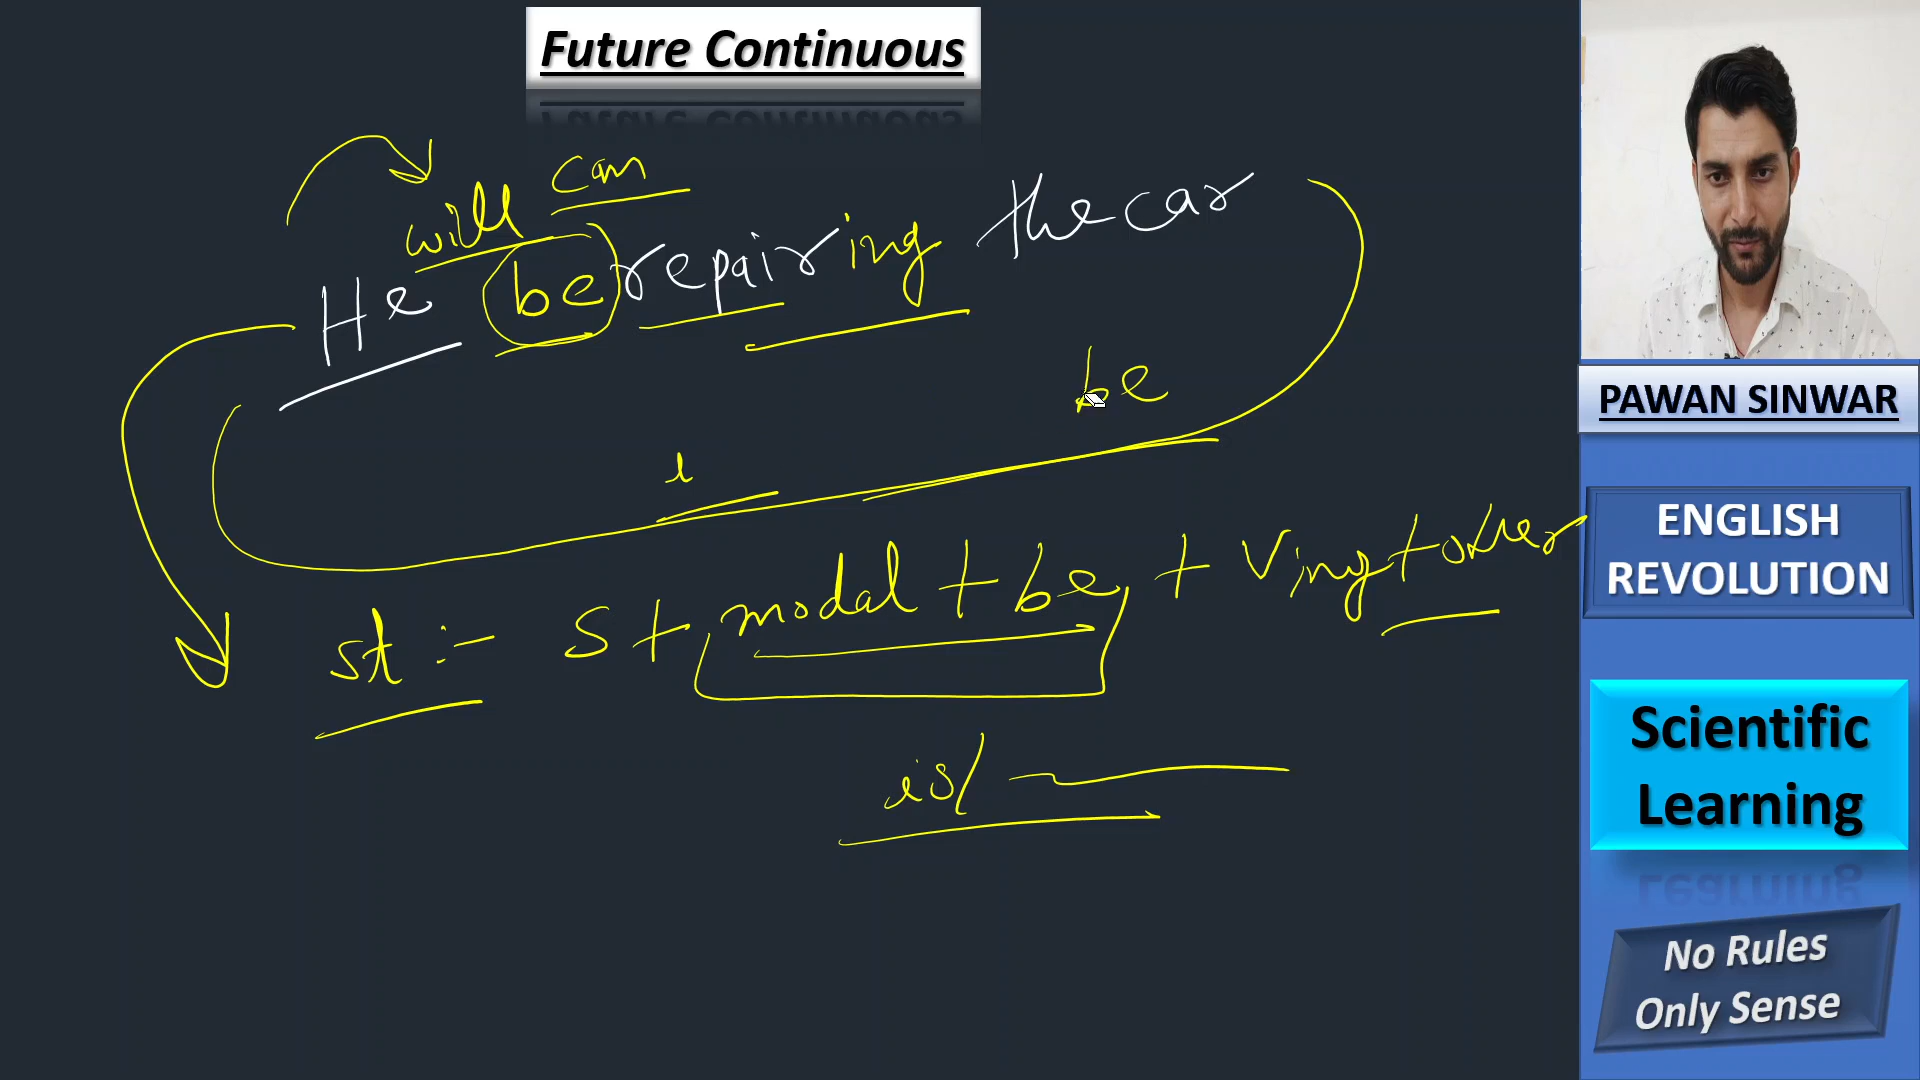 Future Continuous
can
will
He be repairing the car
be
st :- S + modal + be + Ving + other
is/
PAWAN SINWAR
ENGLISH
REVOLUTION
Scientific
Learning
No Rules
Only Sense